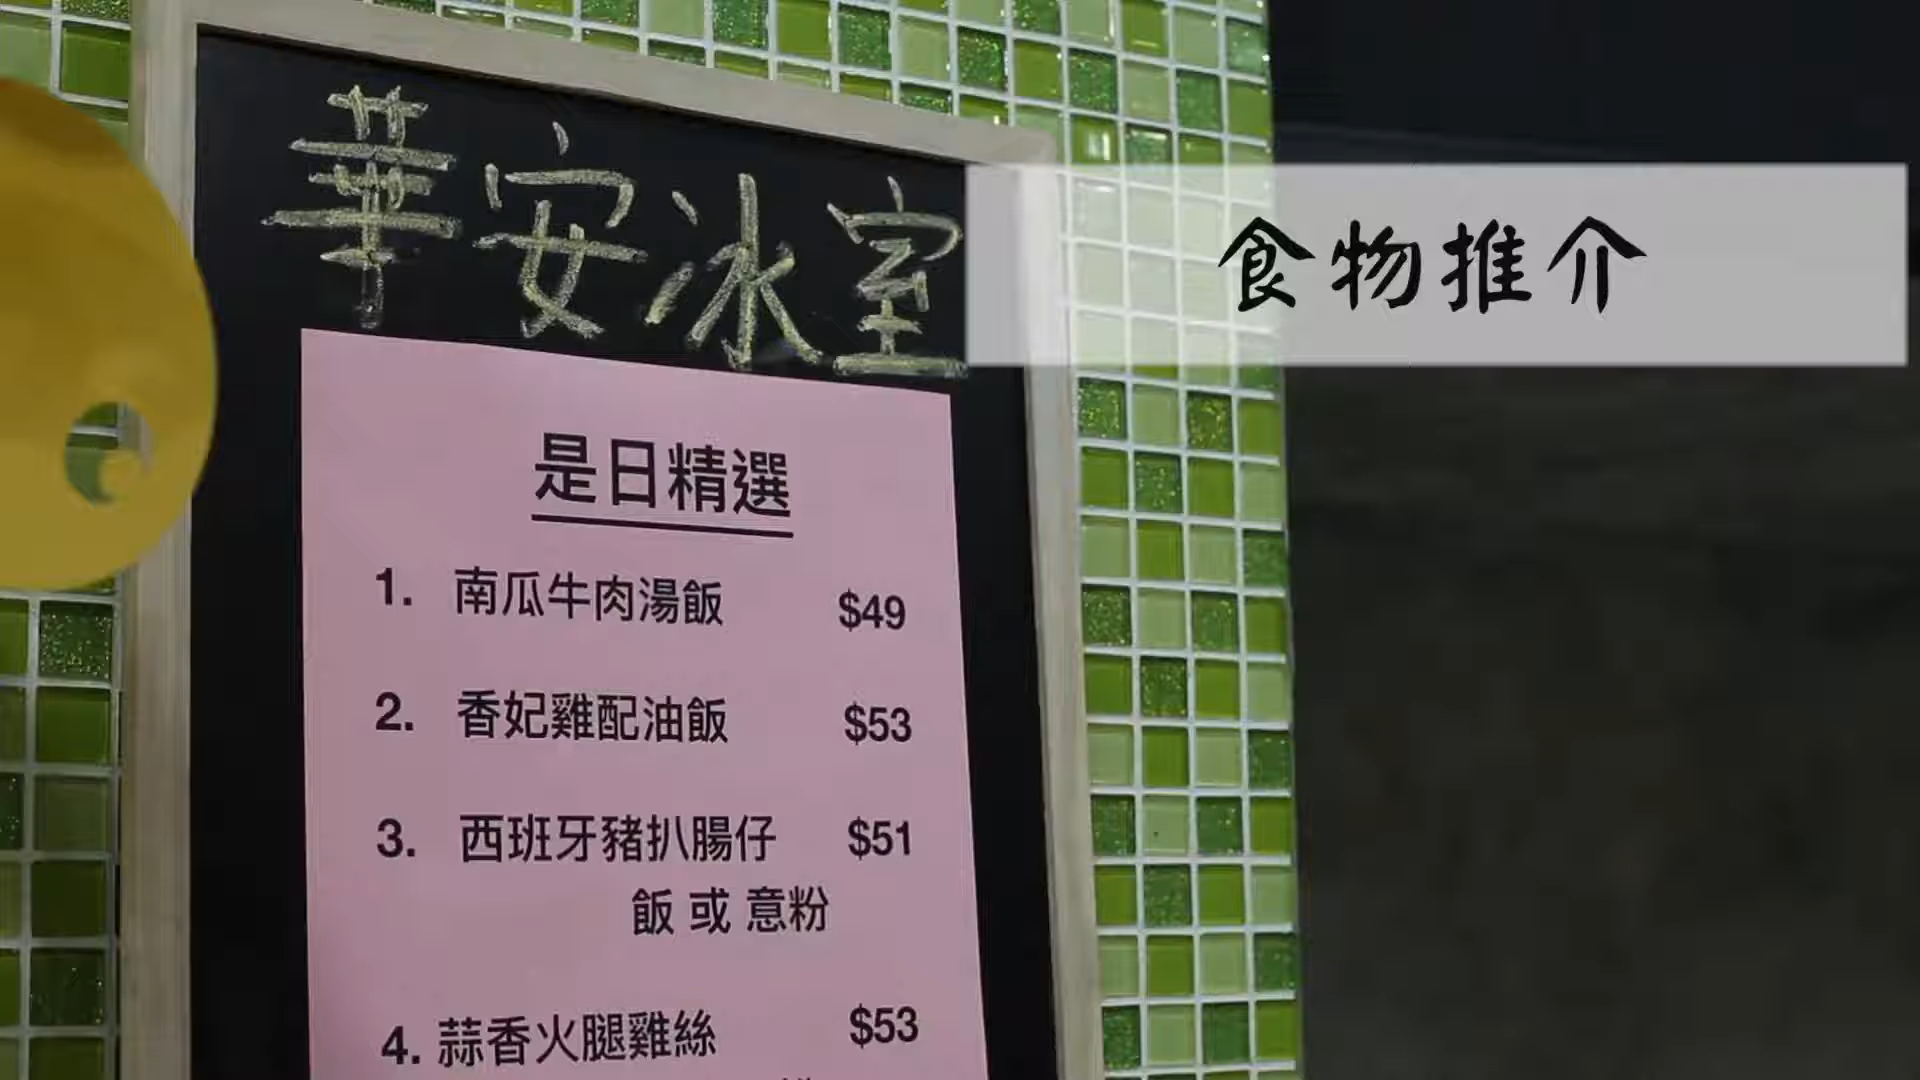 華安冰室
食物推介
是日精選
1. 南瓜牛肉湯飯 $49
2. 香妃雞配油飯 $53
3. 西班牙豬扒腸仔 $51
飯 或 意粉
4. 蒜香火腿雞絲 $53